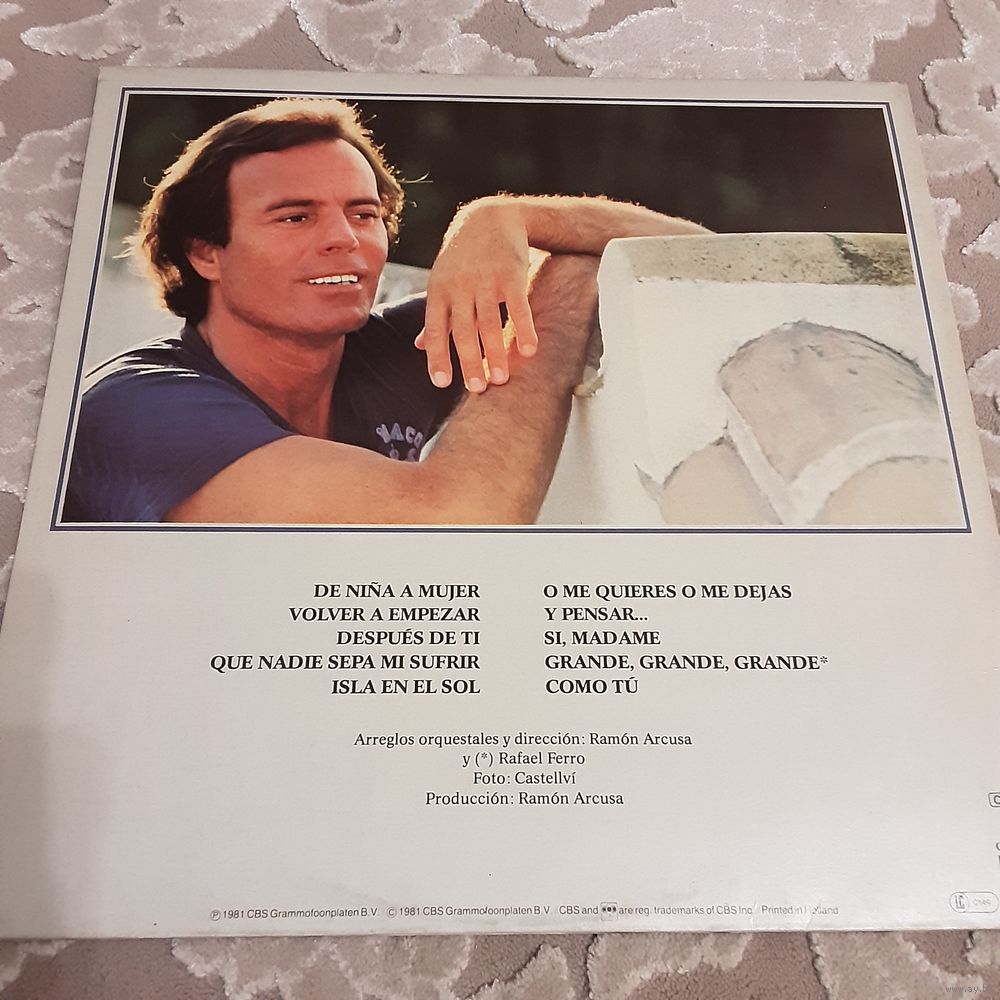 DE NIÑA A MUJER
VOLVER A EMPEZAR
DESPUÉS DE TI
QUE NADIE SEPA MI SUFRIR
ISLA EN EL SOL
O ME QUIERES O ME DEJAS
Y PENSAR...
SI, MADAME
GRANDE, GRANDE, GRANDE*
COMO TÚ
Arreglos orquestales y dirección: Ramón Arcusa
y (*) Rafael Ferro
Foto: Castellví
Producción: Ramón Arcusa
℗ 1981 CBS Grammofoonplaten B.V. © 1981 CBS Grammofoonplaten B.V. CBS and are reg. trademarks of CBS Inc. Printed in Holland